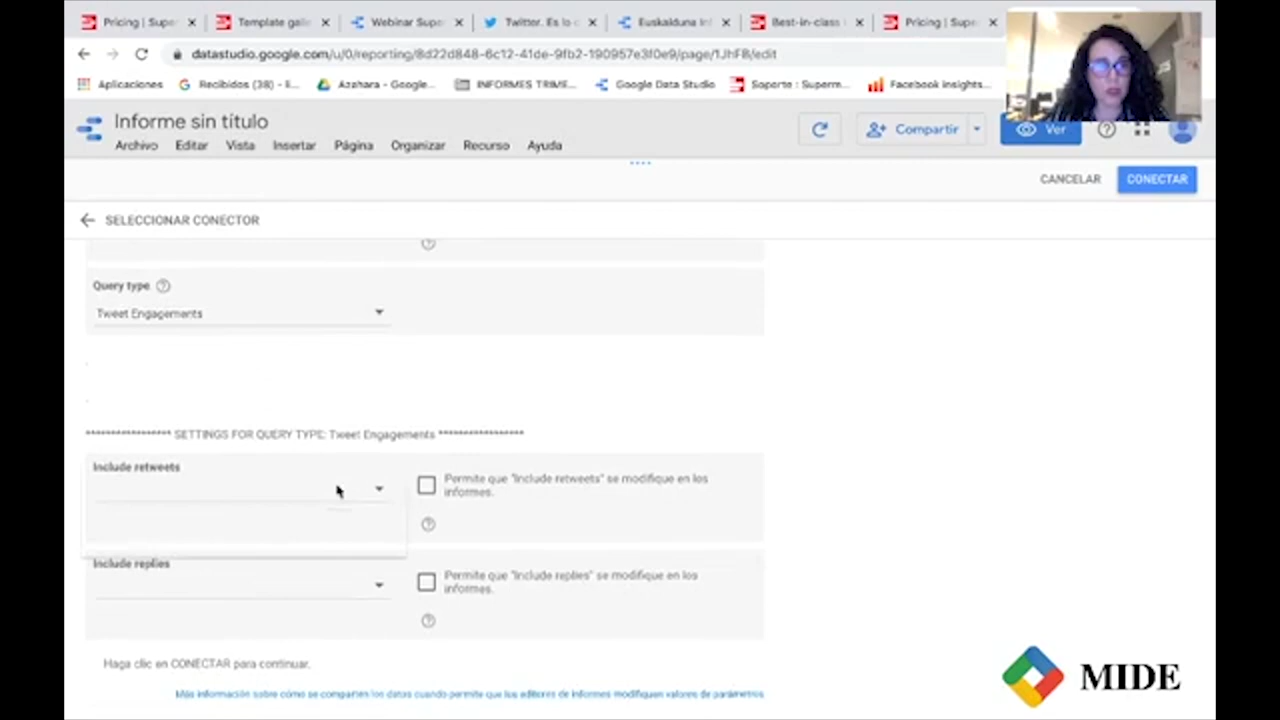 Pricing | Super
Template galle
Webinar Super
Twitter. Es lo
Euskalduna Inf
Best-in-class
Pricing | Supe
datastudio.google.com/u/0/reporting/8d22d848-6c12-41de-9fb2-190957e3f0e9/page/1JhFB/edit
Aplicaciones
Recibidos (38) - 
Azahara - Google...
INFORMES TRIME...
Google Data Studio
Soporte : Superm...
Facebook Insights...
Informe sin título
Compartir
Ver
Archivo Editar Vista Insertar Página Organizar Recurso Ayuda
CANCELAR
CONECTAR
SELECCIONAR CONECTOR
Query type
Tweet Engagements
***************** SETTINGS FOR QUERY TYPE: Tweet Engagements *****************
Include retweets
Permite que "Include retweets" se modifique en los
informes.
Include replies
Permite que "Include replies" se modifique en los
informes.
Haga clic en CONECTAR para continuar.
Más información sobre cómo se comparten los datos cuando permite que los editores de informes modifiquen valores de parámetros
MIDE